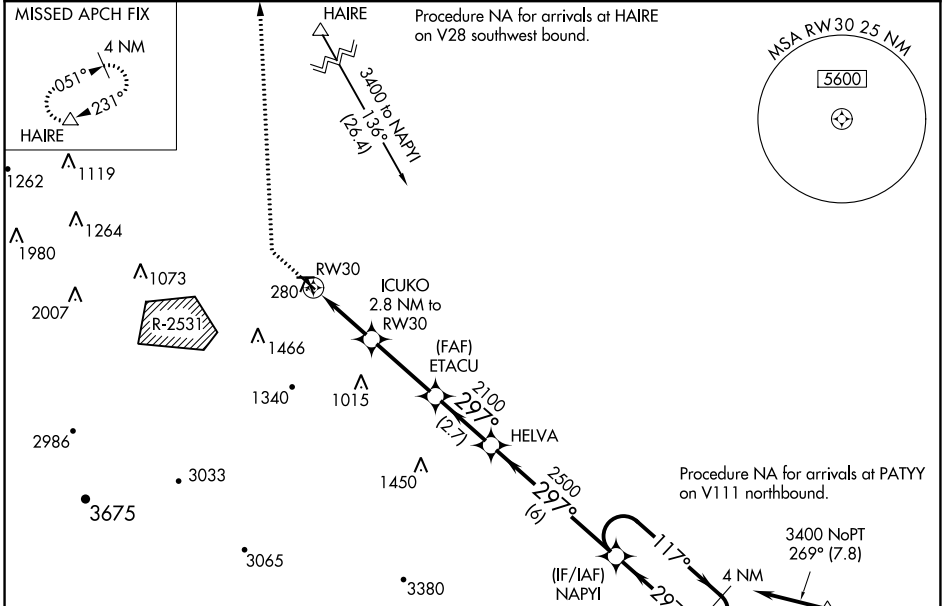 MISSED APCH FIX
4 NM
051°
231°
HAIRE
HAIRE
3400 to NAPYI
136°
(26.4)
Procedure NA for arrivals at HAIRE
on V28 southwest bound.
MSA RW30 25 NM
5600
1262
1119
1264
1980
1073
2007
R-2531
280
RW30
ICUKO
2.8 NM to
RW30
1466
(FAF)
ETACU
1340
1015
2100
297°
(2.7)
HELVA
2986
1450
3033
3675
2500
297°
(6)
Procedure NA for arrivals at PATYY
on V111 northbound.
3400 NoPT
269° (7.8)
117°
4 NM
3065
3380
(IF/IAF)
NAPYI